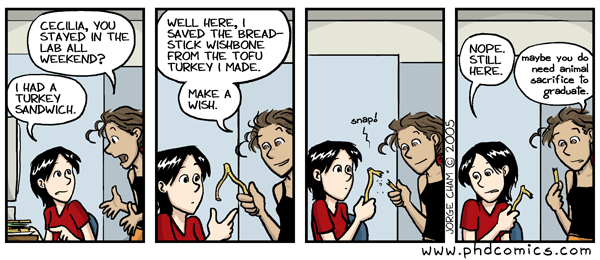 CECILIA, YOU
STAYED IN THE
LAB ALL
WEEKEND?
I HAD A
TURKEY
SANDWICH.
WELL HERE, I
SAVED THE BREAD-
STICK WISHBONE
FROM THE TOFU
TURKEY I MADE.
MAKE A
WISH.
snap!
JORGE CHAM © 2005
NOPE.
STILL
HERE.
maybe you do
need animal
sacrifice to
graduate.
www.phdcomics.com